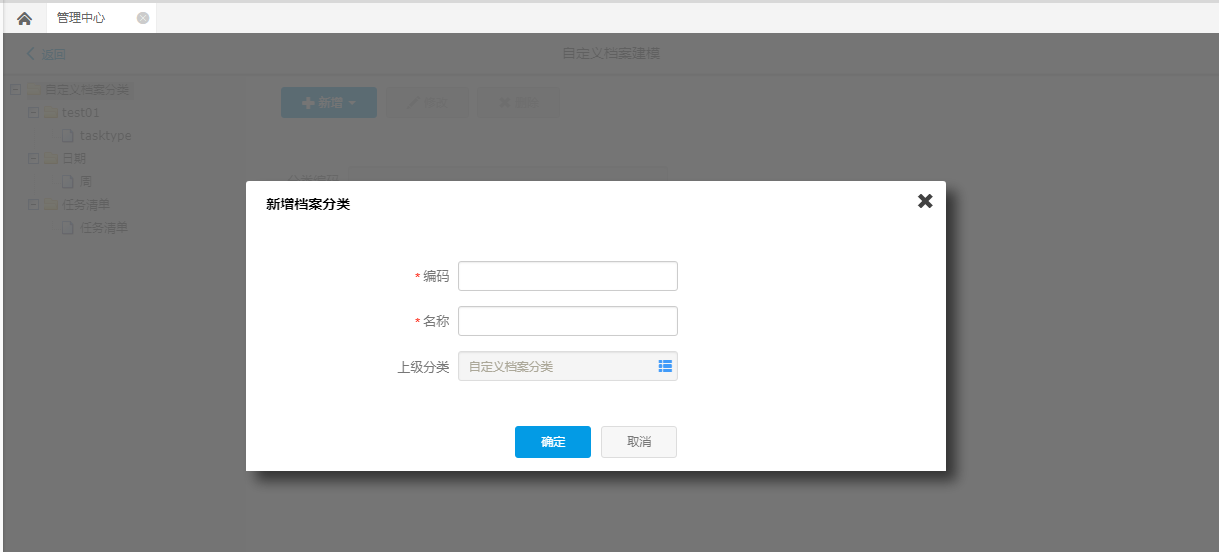 管理中心
返回
自定义档案建模
自定义档案分类
新增
修改
删除
test01
tasktype
日期
周
任务清单
任务清单
分类编码
新增档案分类
* 编码
* 名称
上级分类 自定义档案分类
确定 取消